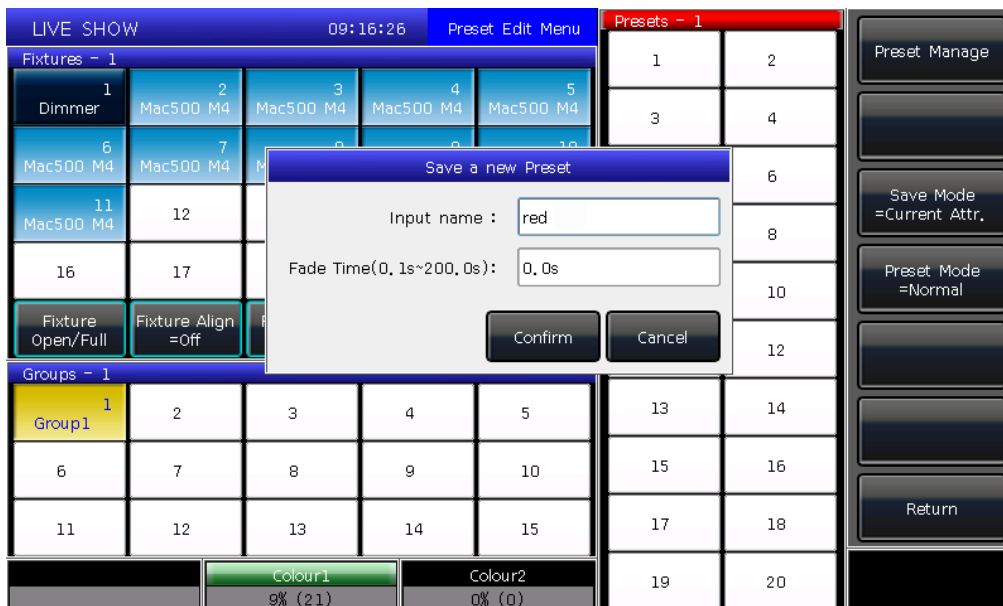 LIVE SHOW 09:16:26 Preset Edit Menu
Fixtures - 1
1 Dimmer
2 Mac500 M4
3 Mac500 M4
4 Mac500 M4
5 Mac500 M4
6 Mac500 M4
7 Mac500 M4
11 Mac500 M4
12
16
17
Fixture Open/Full
Fixture Align =Off
Save a new Preset
Input name :
red
Fade Time(0.1s~200.0s):
0.0s
Confirm
Cancel
Groups - 1
1 Group1
2
3
4
5
6
7
8
9
10
11
12
13
14
15
Colour1
9% (21)
Colour2
0% (0)
Presets - 1
1
2
3
4
6
8
10
12
13
14
15
16
17
18
19
20
Preset Manage
Save Mode
=Current Attr.
Preset Mode
=Normal
Return